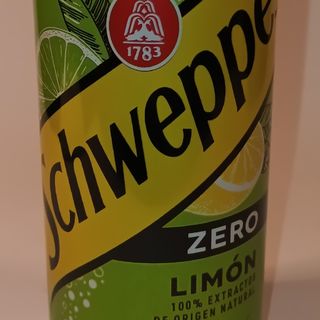 1783
Schweppe
ZERO
LIMÓN
100% EXTRACTOS
DE ORIGEN NATURAL